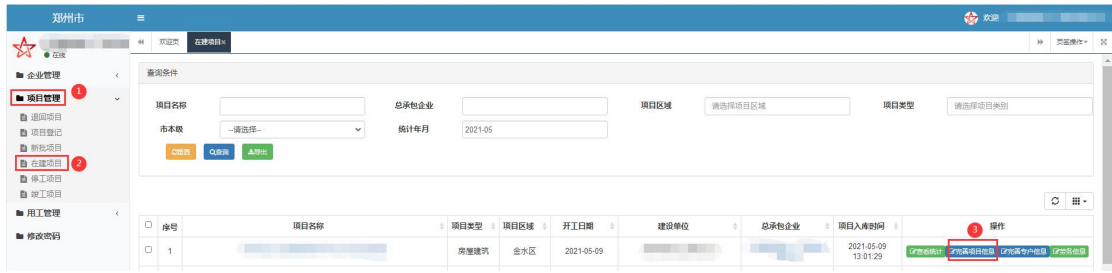 郑州市
欢迎
在线
欢迎页 在建项目× 页签操作
企业管理
项目管理 1
退回项目
项目登记
新批项目
在建项目 2
停工项目
竣工项目
用工管理
修改密码
查询条件
项目名称 总承包企业 项目区域 请选择项目区域 项目类型 请选择项目类别
市本级 --请选择-- 统计年月 2021-05
重置 查询 导出
序号 项目名称 项目类型 项目区域 开工日期 建设单位 总承包企业 项目入库时间 3 操作
1 房屋建筑 金水区 2021-05-09 2021-05-09 13:01:29 查看统计 完善项目信息 完善专户信息 劳务信息